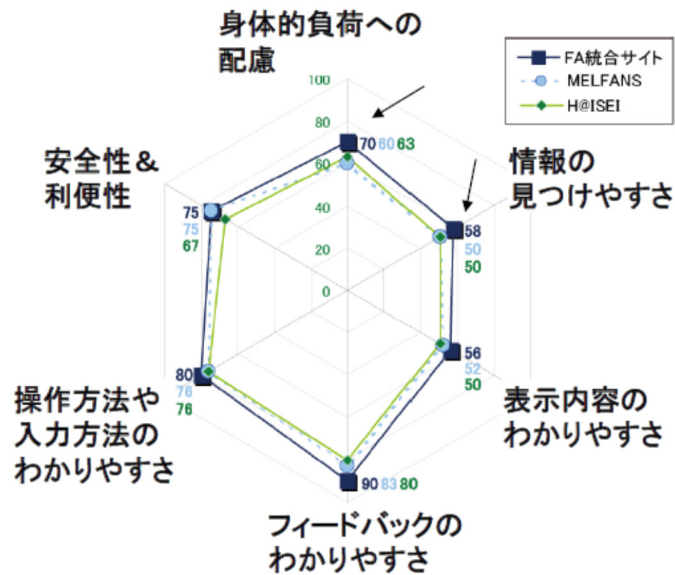 身体的負荷への
配慮
FA統合サイト
MELFANS
H@ISEI
100
80
60
40
20
0
70 60 63
情報の
見つけやすさ
58
50
50
表示内容の
わかりやすさ
56
52
50
フィードバックの
わかりやすさ
90 83 80
操作方法や
入力方法の
わかりやすさ
80
76
76
安全性&
利便性
75
75
67